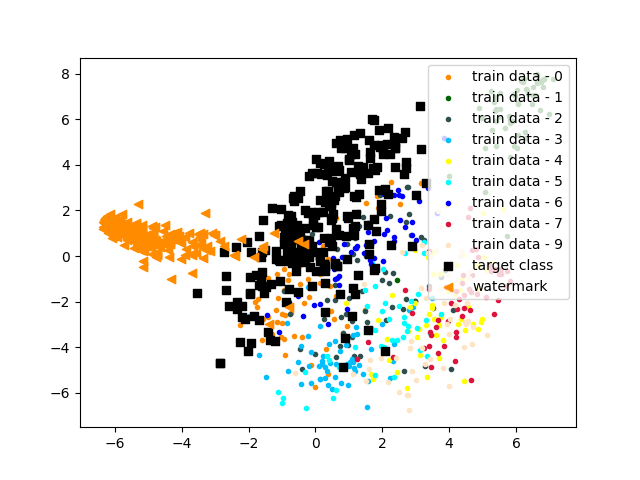 8
6
4
2
0
−2
−4
−6
−6
−4
−2
0
2
4
6
train data - 0
train data - 1
train data - 2
train data - 3
train data - 4
train data - 5
train data - 6
train data - 7
train data - 9
target class
watermark